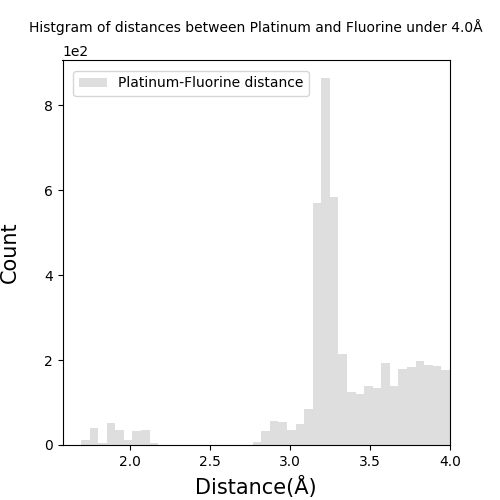 Histgram of distances between Platinum and Fluorine under 4.0Å
1e2
Platinum-Fluorine distance
8
6
4
2
0
Count
2.0 2.5 3.0 3.5 4.0
Distance(Å)